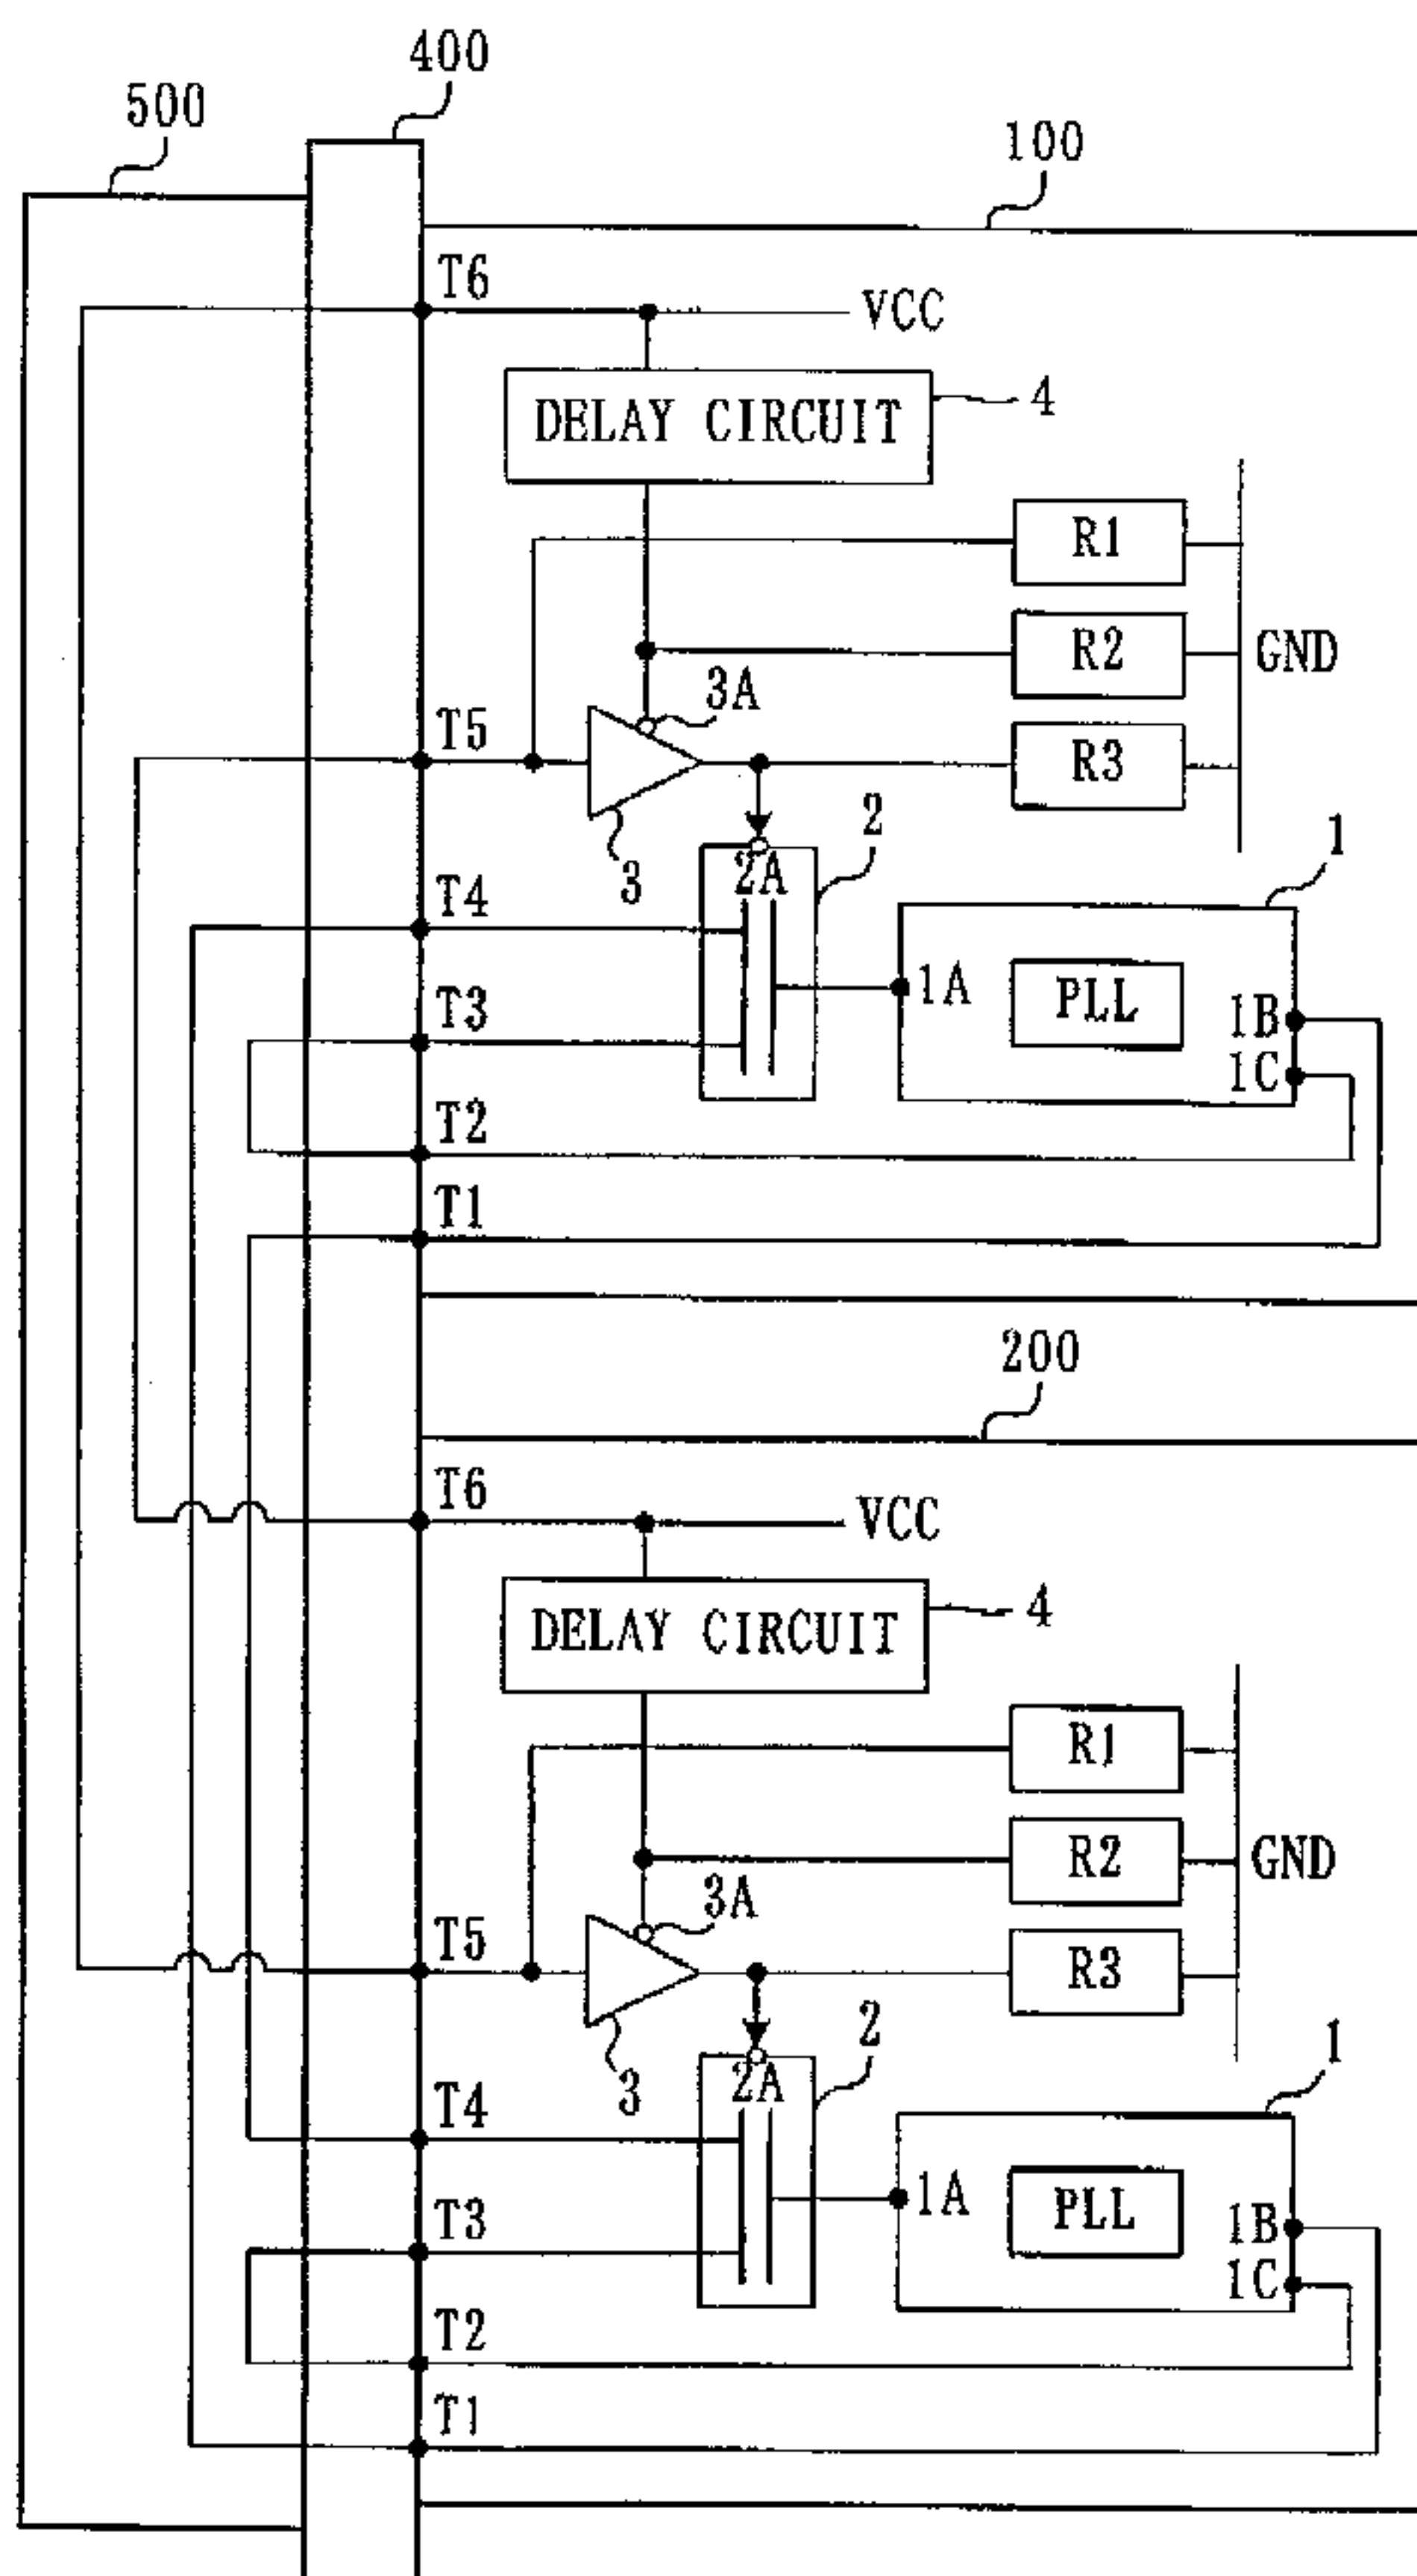 400
500
100
T6
VCC
DELAY CIRCUIT
4
R1
R2
GND
3A
T5
R3
3
2
1
2A
T4
1A
PLL
T3
1B
1C
T2
T1
200
T6
VCC
DELAY CIRCUIT
4
R1
R2
GND
3A
T5
R3
3
2
1
2A
T4
1A
PLL
T3
1B
1C
T2
T1